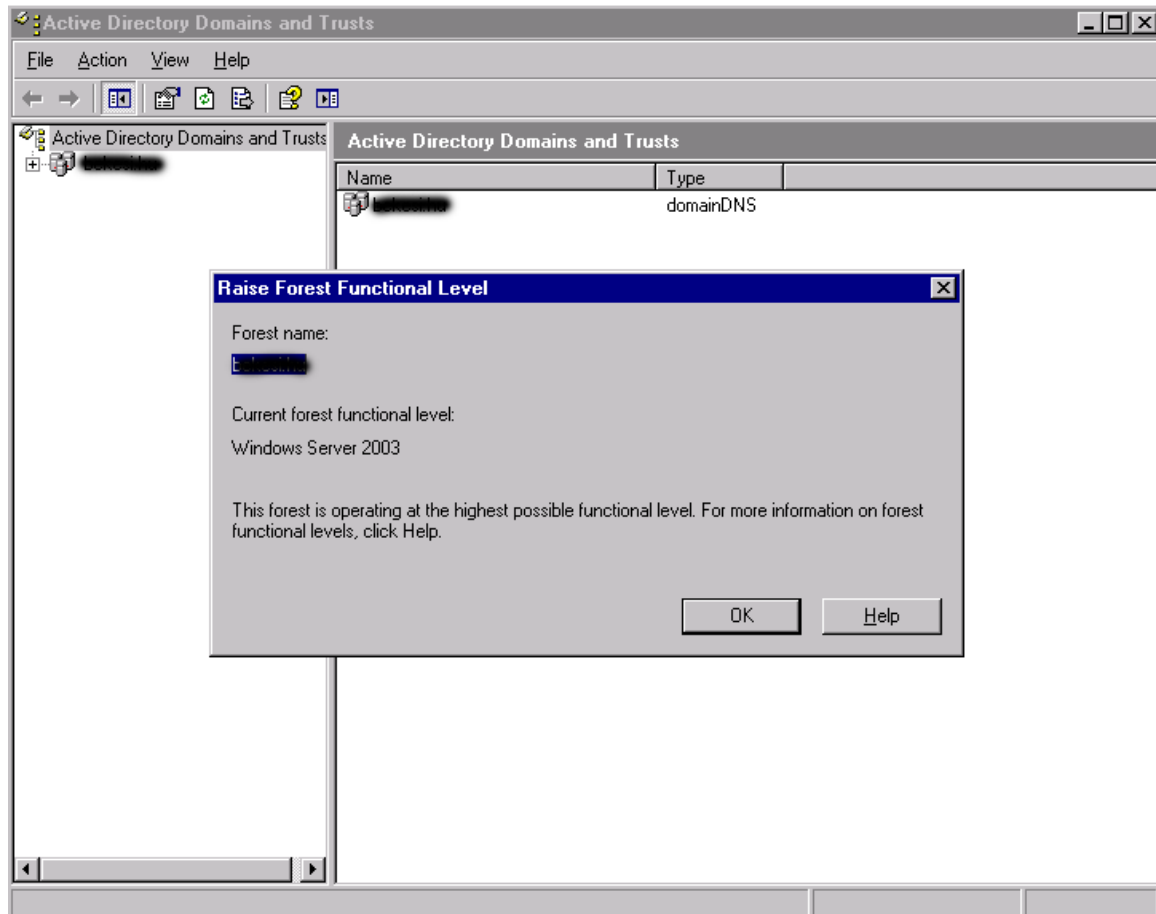 Active Directory Domains and Trusts
File Action View Help
Active Directory Domains and Trusts
Active Directory Domains and Trusts
Name Type
domainDNS
Raise Forest Functional Level
Forest name:
Current forest functional level:
Windows Server 2003
This forest is operating at the highest possible functional level. For more information on forest
functional levels, click Help.
OK Help